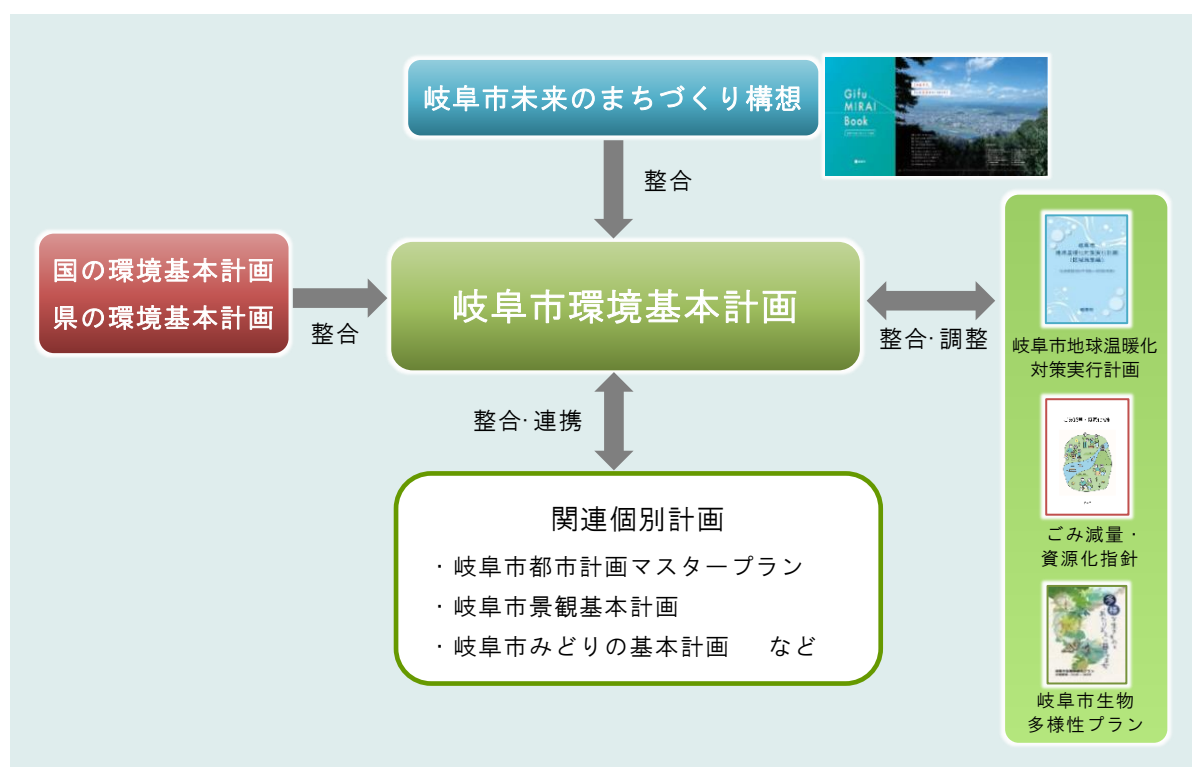 岐阜市未来のまちづくり構想
Gifu
MIRAI
Book
整合
国の環境基本計画
県の環境基本計画
整合
岐阜市環境基本計画
整合·調整
岐阜市地球温暖化
対策実行計画
整合·連携
関連個別計画
・岐阜市都市計画マスタープラン
・岐阜市景観基本計画
・岐阜市みどりの基本計画 など
ごみ減量・
資源化指針
岐阜市生物
多様性プラン